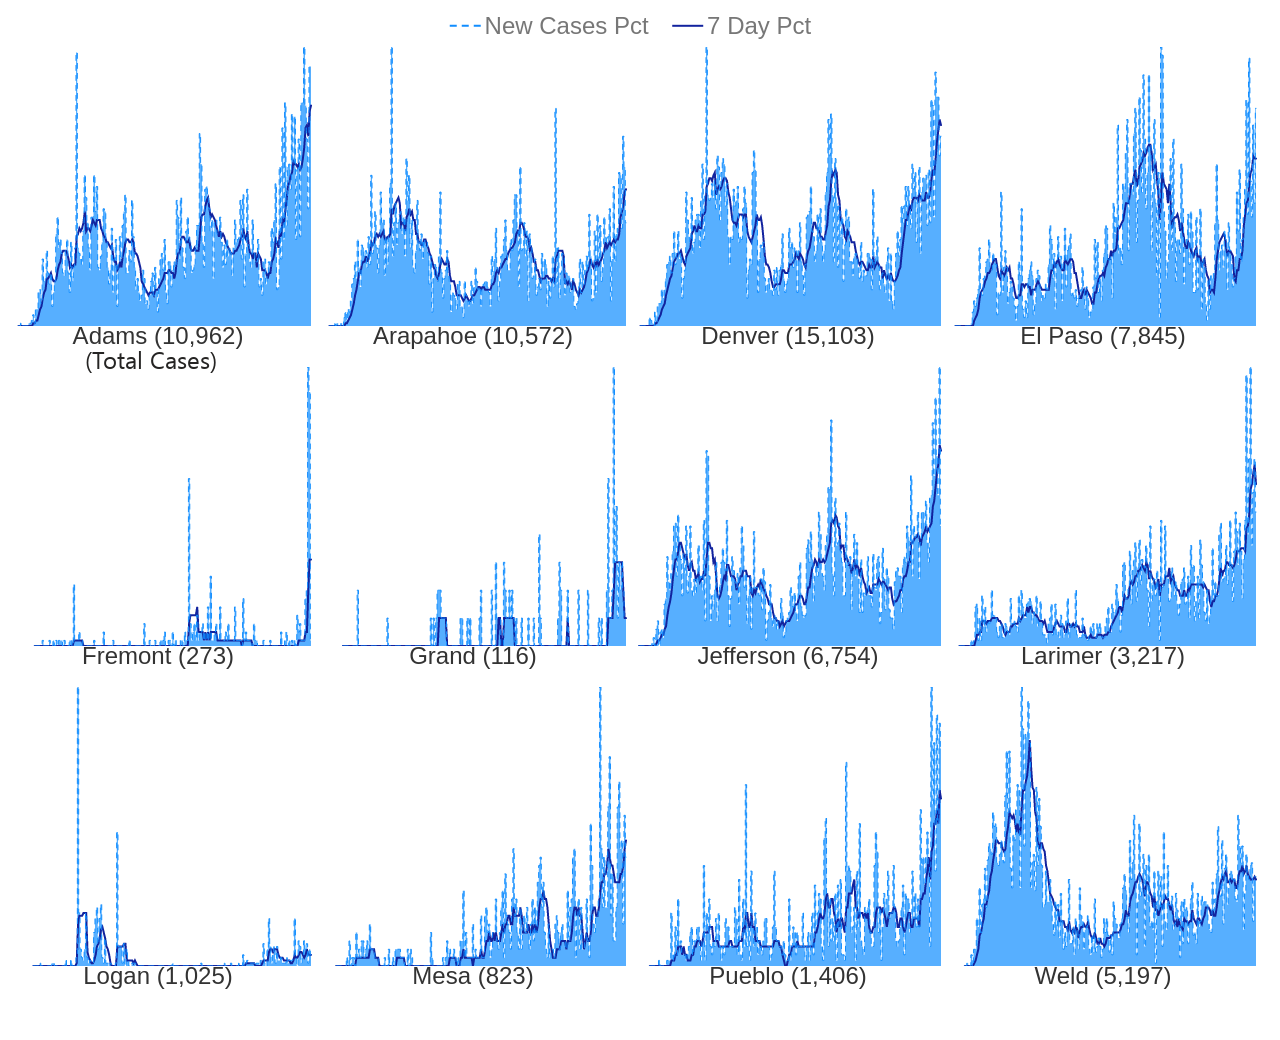 New Cases Pct 7 Day Pct
Adams (10,962) Arapahoe (10,572) Denver (15,103) El Paso (7,845)
(Total Cases)
Fremont (273) Grand (116) Jefferson (6,754) Larimer (3,217)
Logan (1,025) Mesa (823) Pueblo (1,406) Weld (5,197)